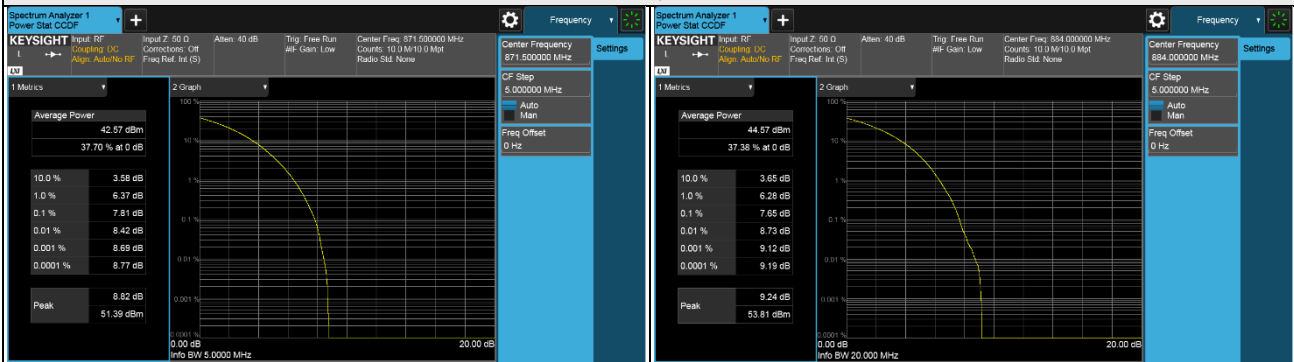 Spectrum Analyzer 1
Power Stat CCDF
Frequency
KEYSIGHT
L
LXI
Input: RF
Coupling: DC
Align: Auto/No RF
Input Z: 50 Ω
Corrections: Off
Freq Ref: Int (S)
Atten: 40 dB
Trig: Free Run
#IF Gain: Low
Center Freq: 871.500000 MHz
Counts: 10.0 M/10.0 Mpt
Radio Std: None
Center Frequency
871.500000 MHz
Settings
CF Step
5.000000 MHz
Auto
Man
Freq Offset
0 Hz
1 Metrics
2 Graph
Average Power
42.57 dBm
37.70 % at 0 dB
10.0 % 3.58 dB
1.0 % 6.37 dB
0.1 % 7.81 dB
0.01 % 8.42 dB
0.001 % 8.69 dB
0.0001 % 8.77 dB
Peak 8.82 dB
51.39 dBm
100 %
10 %
1 %
0.1 %
0.01 %
0.001 %
0.0001 %
0.00 dB 20.00 dB
Info BW 5.0000 MHz
Spectrum Analyzer 1
Power Stat CCDF
Frequency
KEYSIGHT
L
LXI
Input: RF
Coupling: DC
Align: Auto/No RF
Input Z: 50 Ω
Corrections: Off
Freq Ref: Int (S)
Atten: 40 dB
Trig: Free Run
#IF Gain: Low
Center Freq: 884.000000 MHz
Counts: 10.0 M/10.0 Mpt
Radio Std: None
Center Frequency
884.000000 MHz
Settings
CF Step
5.000000 MHz
Auto
Man
Freq Offset
0 Hz
1 Metrics
2 Graph
Average Power
44.57 dBm
37.38 % at 0 dB
10.0 % 3.65 dB
1.0 % 6.28 dB
0.1 % 7.65 dB
0.01 % 8.73 dB
0.001 % 9.12 dB
0.0001 % 9.19 dB
Peak 9.24 dB
53.81 dBm
100 %
10 %
1 %
0.1 %
0.01 %
0.001 %
0.0001 %
0.00 dB 20.00 dB
Info BW 20.000 MHz